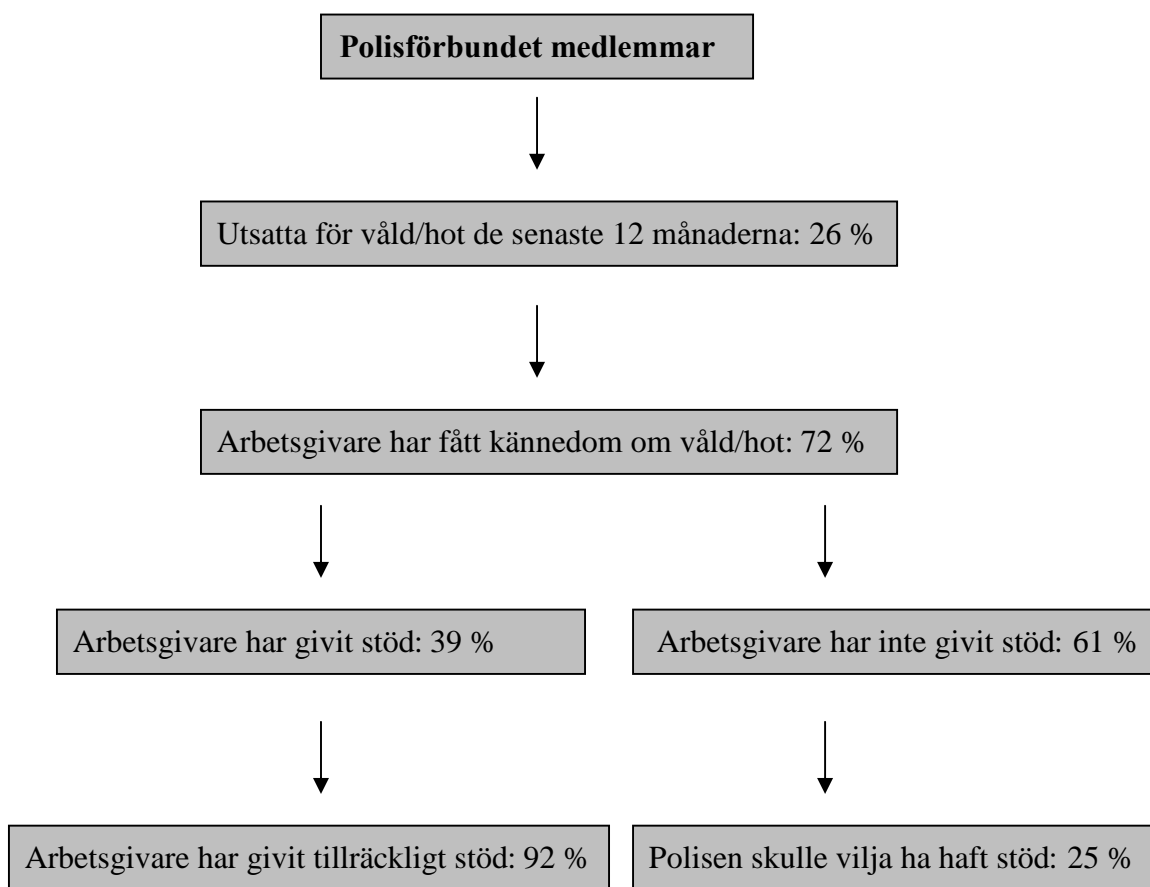 Polisförbundet medlemmar
Utsatta för våld/hot de senaste 12 månaderna: 26 %
Arbetsgivare har fått kännedom om våld/hot: 72 %
Arbetsgivare har givit stöd: 39 %
Arbetsgivare har inte givit stöd: 61 %
Arbetsgivare har givit tillräckligt stöd: 92 %
Polisen skulle vilja ha haft stöd: 25 %